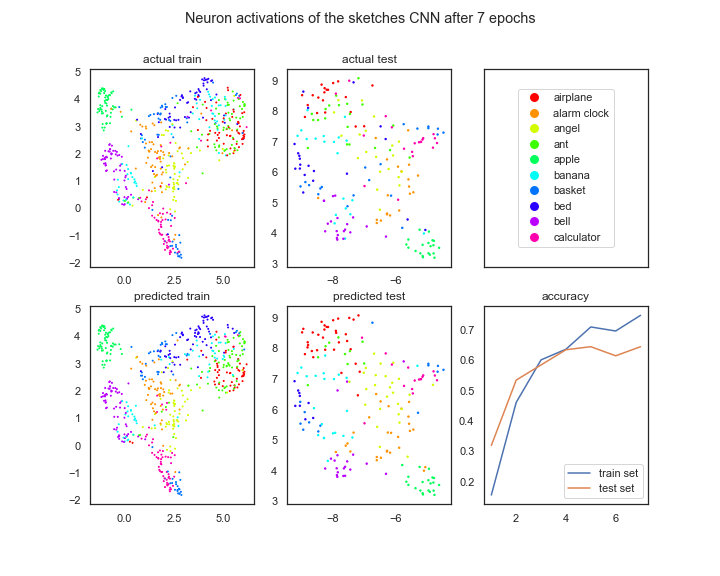 Neuron activations of the sketches CNN after 7 epochs
actual train
5
4
3
2
1
0
−1
−2
0.0 2.5 5.0
actual test
9
8
7
6
5
4
3
−8 −6
airplane
alarm clock
angel
ant
apple
banana
basket
bed
bell
calculator
predicted train
5
4
3
2
1
0
−1
−2
0.0 2.5 5.0
predicted test
9
8
7
6
5
4
3
−8 −6
accuracy
0.7
0.6
0.5
0.4
0.3
0.2
2 4 6
train set
test set